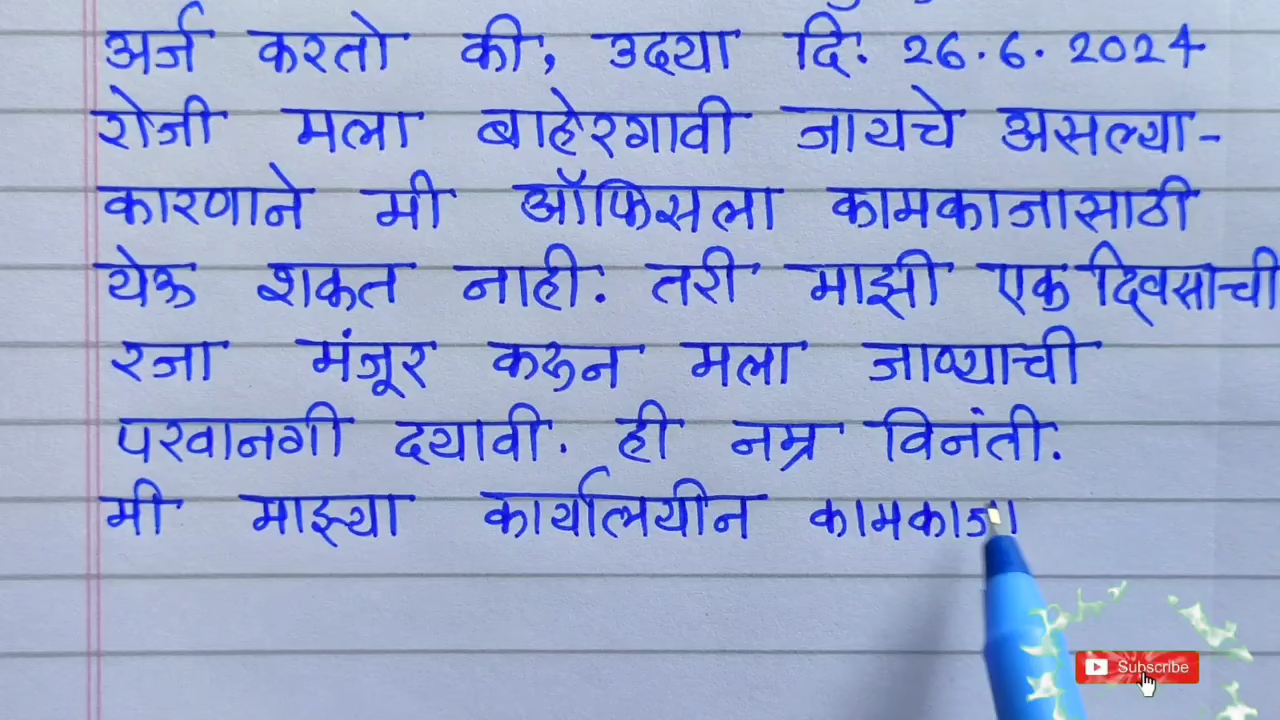 अर्ज करतो की, उदया दि. 26.6.2024
रोजी मला बाहेरगावी जायचे असल्या-
कारणाने मी ऑफिसला कामकाजासाठी
येऊ शकत नाही. तरी माझी एक दिवसाची
रजा मंजूर करून मला जाण्याची
परवानगी दयावी. ही नम्र विनंती.
मी माझ्या कार्यालयीन कामकाजा
Subscribe